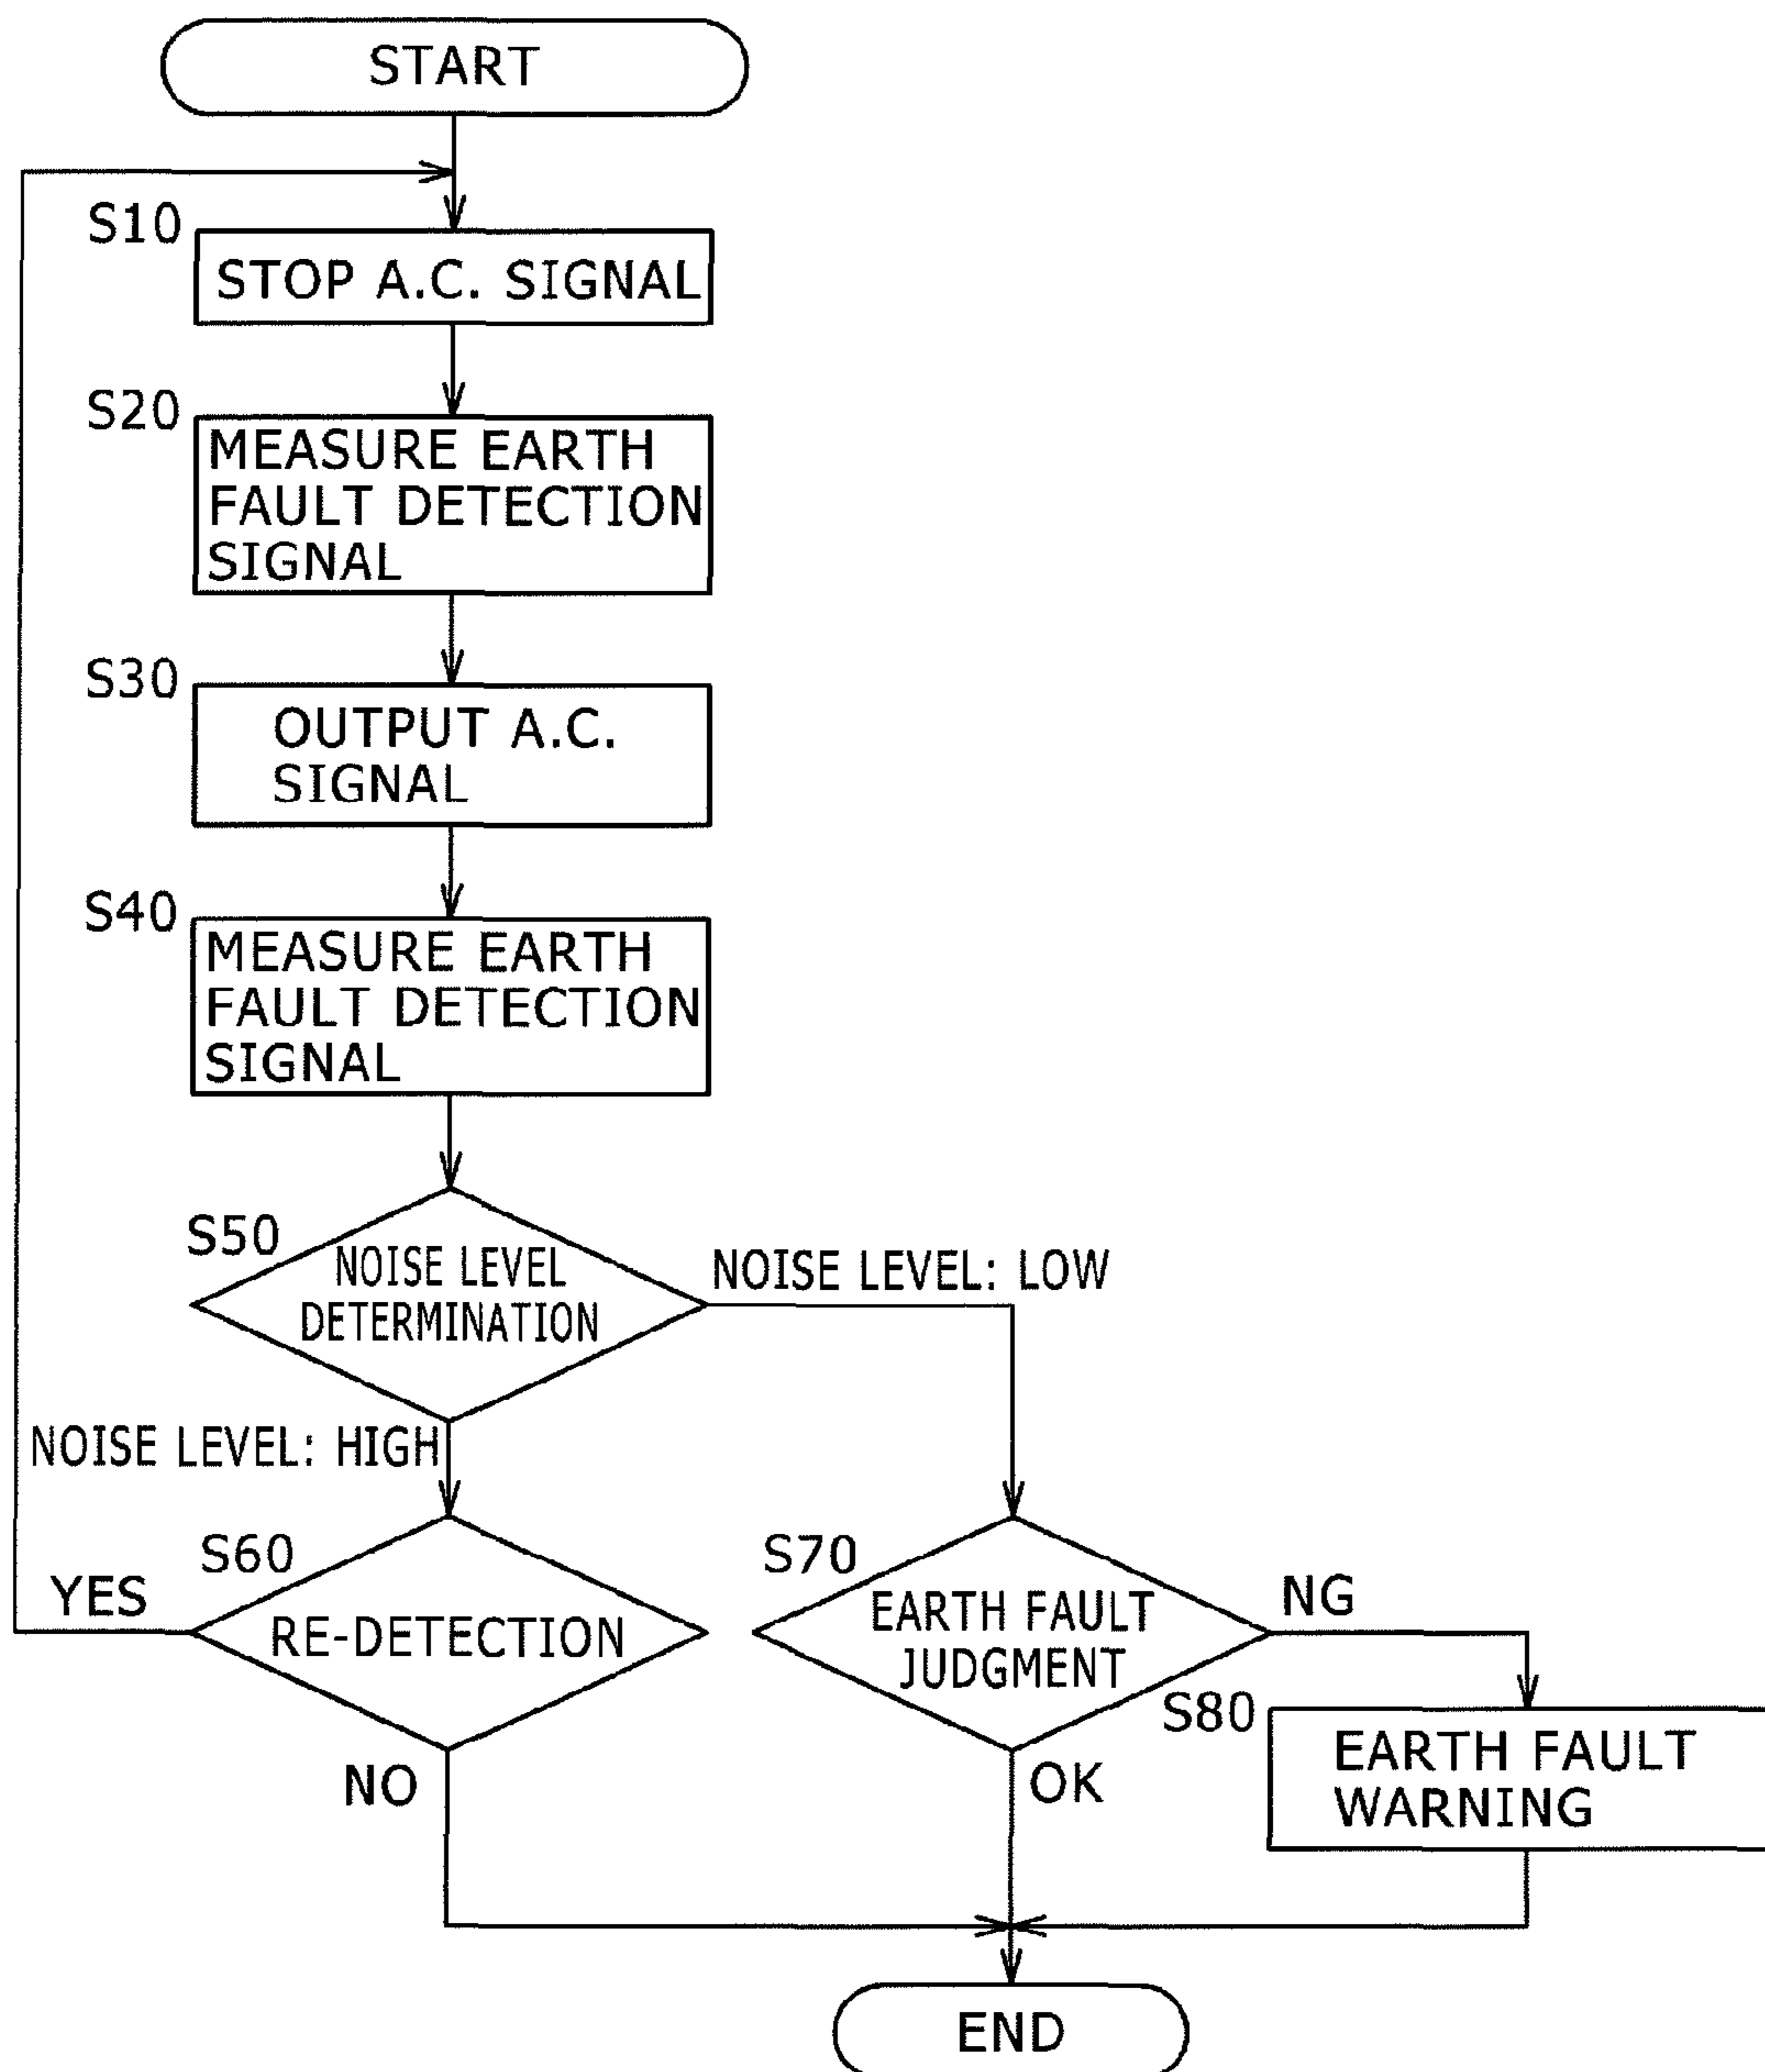 START
S10
STOP A.C. SIGNAL
S20
MEASURE EARTH
FAULT DETECTION
SIGNAL
S30
OUTPUT A.C.
SIGNAL
S40
MEASURE EARTH
FAULT DETECTION
SIGNAL
S50
NOISE LEVEL
DETERMINATION
NOISE LEVEL: LOW
NOISE LEVEL: HIGH
S60
YES
RE-DETECTION
NO
S70
EARTH FAULT
JUDGMENT
NG
OK
S80
EARTH FAULT
WARNING
END